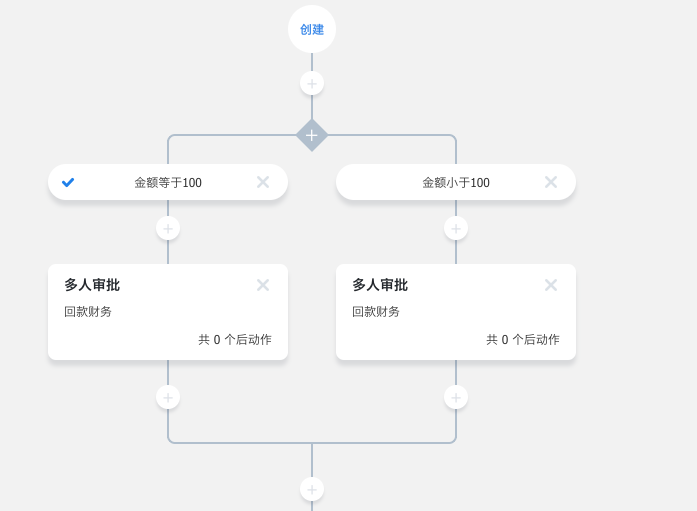 创建
金额等于100
金额小于100
多人审批
回款财务
共 0 个后动作
多人审批
回款财务
共 0 个后动作